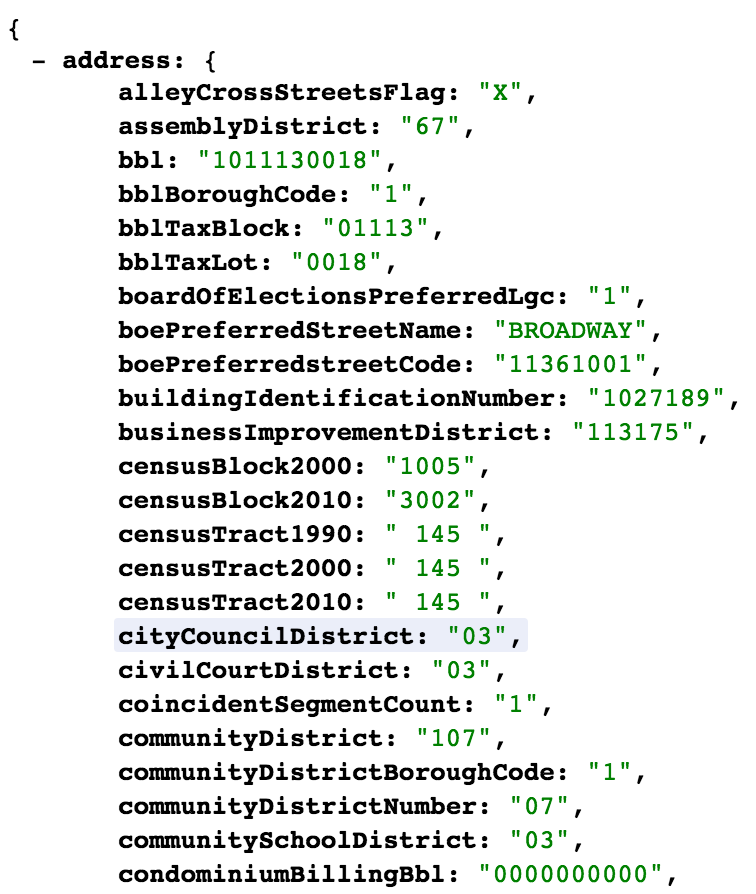 {
- address: {
alleyCrossStreetsFlag: "X",
assemblyDistrict: "67",
bbl: "1011130018",
bblBoroughCode: "1",
bblTaxBlock: "01113",
bblTaxLot: "0018",
boardOfElectionsPreferredLgc: "1",
boePreferredStreetName: "BROADWAY",
boePreferredstreetCode: "11361001",
buildingIdentificationNumber: "1027189",
businessImprovementDistrict: "113175",
censusBlock2000: "1005",
censusBlock2010: "3002",
censusTract1990: " 145 ",
censusTract2000: " 145 ",
censusTract2010: " 145 ",
cityCouncilDistrict: "03",
civilCourtDistrict: "03",
coincidentSegmentCount: "1",
communityDistrict: "107",
communityDistrictBoroughCode: "1",
communityDistrictNumber: "07",
communitySchoolDistrict: "03",
condominiumBillingBbl: "0000000000",